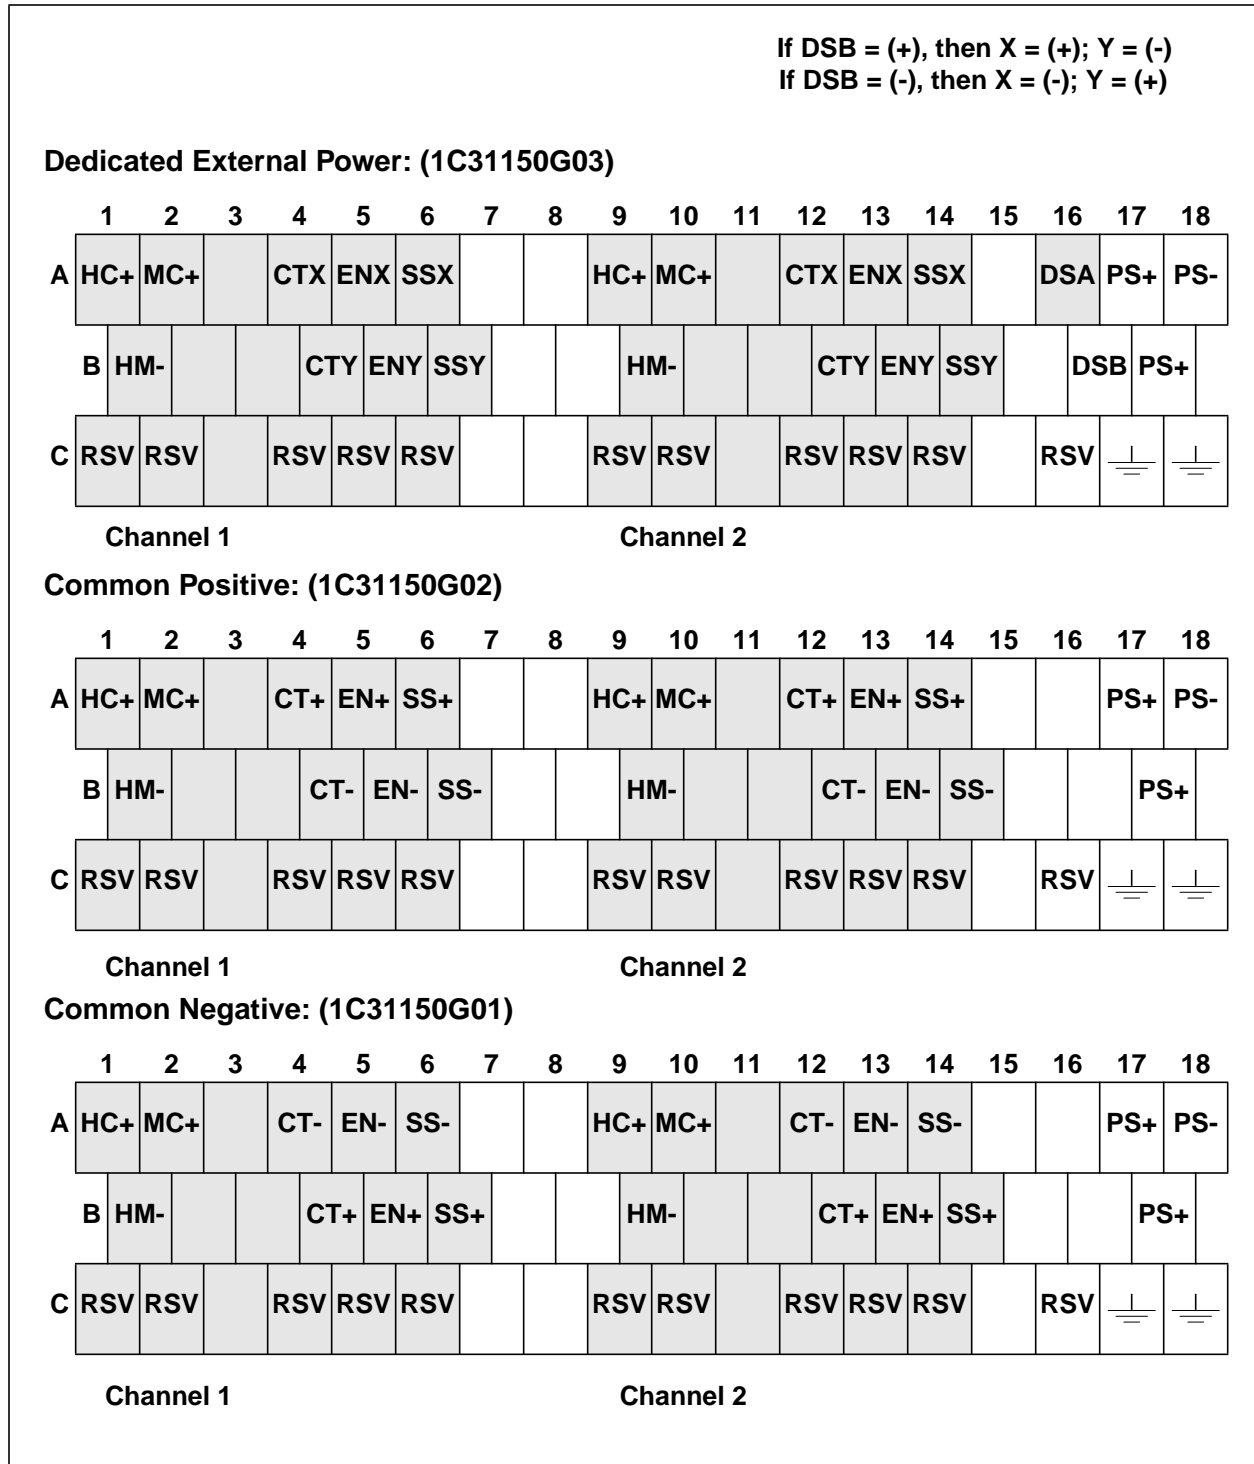 If DSB = (+), then X = (+); Y = (-)
If DSB = (-), then X = (-); Y = (+)
Dedicated External Power: (1C31150G03)
1 2 3 4 5 6 7 8 9 10 11 12 13 14 15 16 17 18
A HC+ MC+ CTX ENX SSX HC+ MC+ CTX ENX SSX DSA PS+ PS-
B HM- CTY ENY SSY HM- CTY ENY SSY DSB PS+
C RSV RSV RSV RSV RSV RSV RSV RSV RSV RSV RSV
Channel 1 Channel 2
Common Positive: (1C31150G02)
1 2 3 4 5 6 7 8 9 10 11 12 13 14 15 16 17 18
A HC+ MC+ CT+ EN+ SS+ HC+ MC+ CT+ EN+ SS+ PS+ PS-
B HM- CT- EN- SS- HM- CT- EN- SS- PS+
C RSV RSV RSV RSV RSV RSV RSV RSV RSV RSV RSV
Channel 1 Channel 2
Common Negative: (1C31150G01)
1 2 3 4 5 6 7 8 9 10 11 12 13 14 15 16 17 18
A HC+ MC+ CT- EN- SS- HC+ MC+ CT- EN- SS- PS+ PS-
B HM- CT+ EN+ SS+ HM- CT+ EN+ SS+ PS+
C RSV RSV RSV RSV RSV RSV RSV RSV RSV RSV RSV
Channel 1 Channel 2